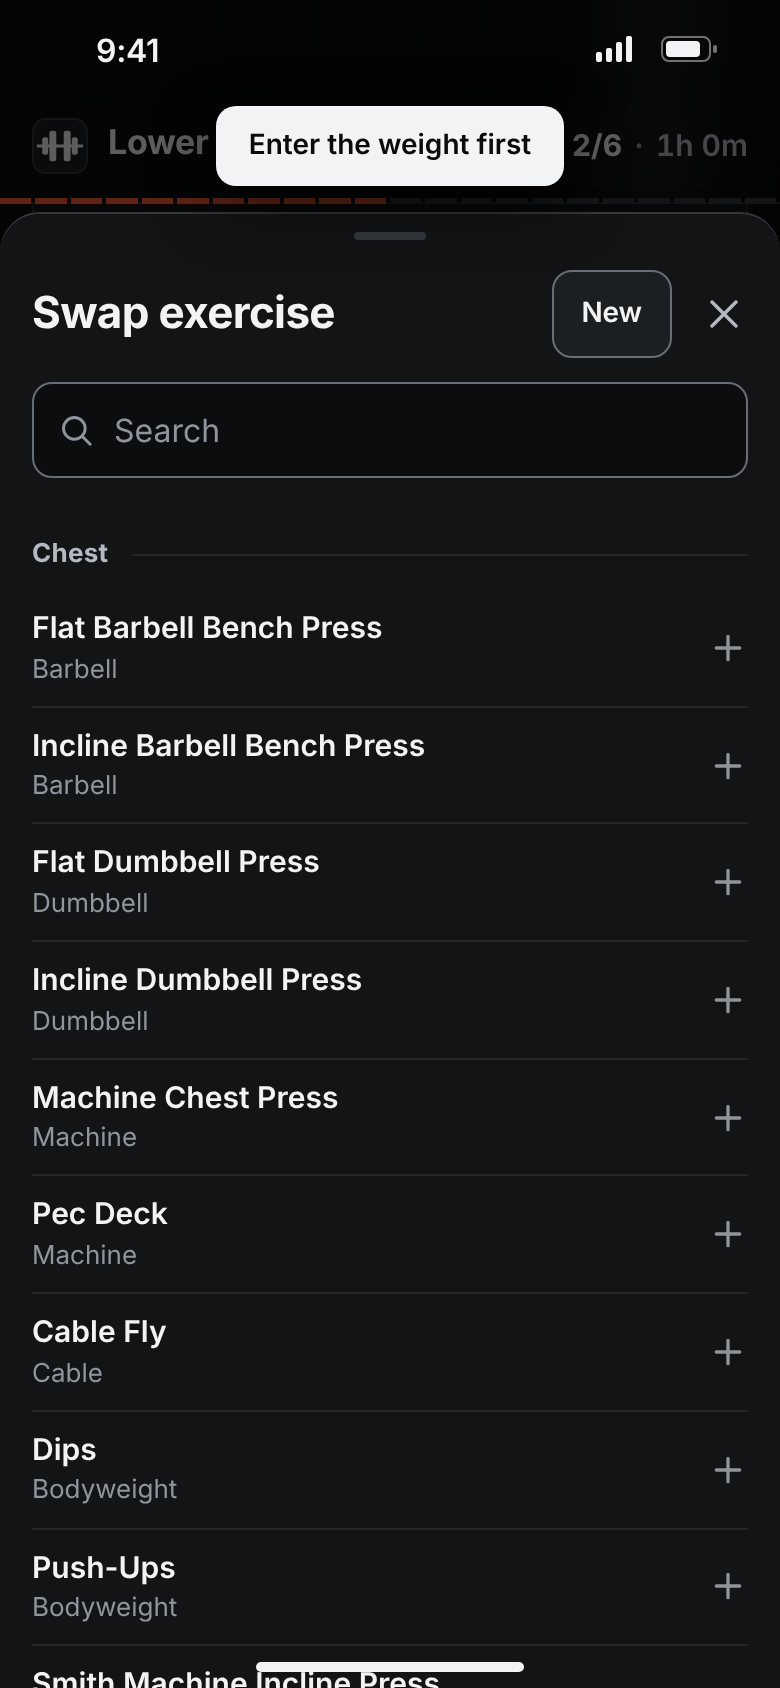 9:41
Lower
Enter the weight first
2/6 · 1h 0m
Swap exercise
New
Search
Chest
Flat Barbell Bench Press
Barbell
Incline Barbell Bench Press
Barbell
Flat Dumbbell Press
Dumbbell
Incline Dumbbell Press
Dumbbell
Machine Chest Press
Machine
Pec Deck
Machine
Cable Fly
Cable
Dips
Bodyweight
Push-Ups
Bodyweight
Smith Machine Incline Press